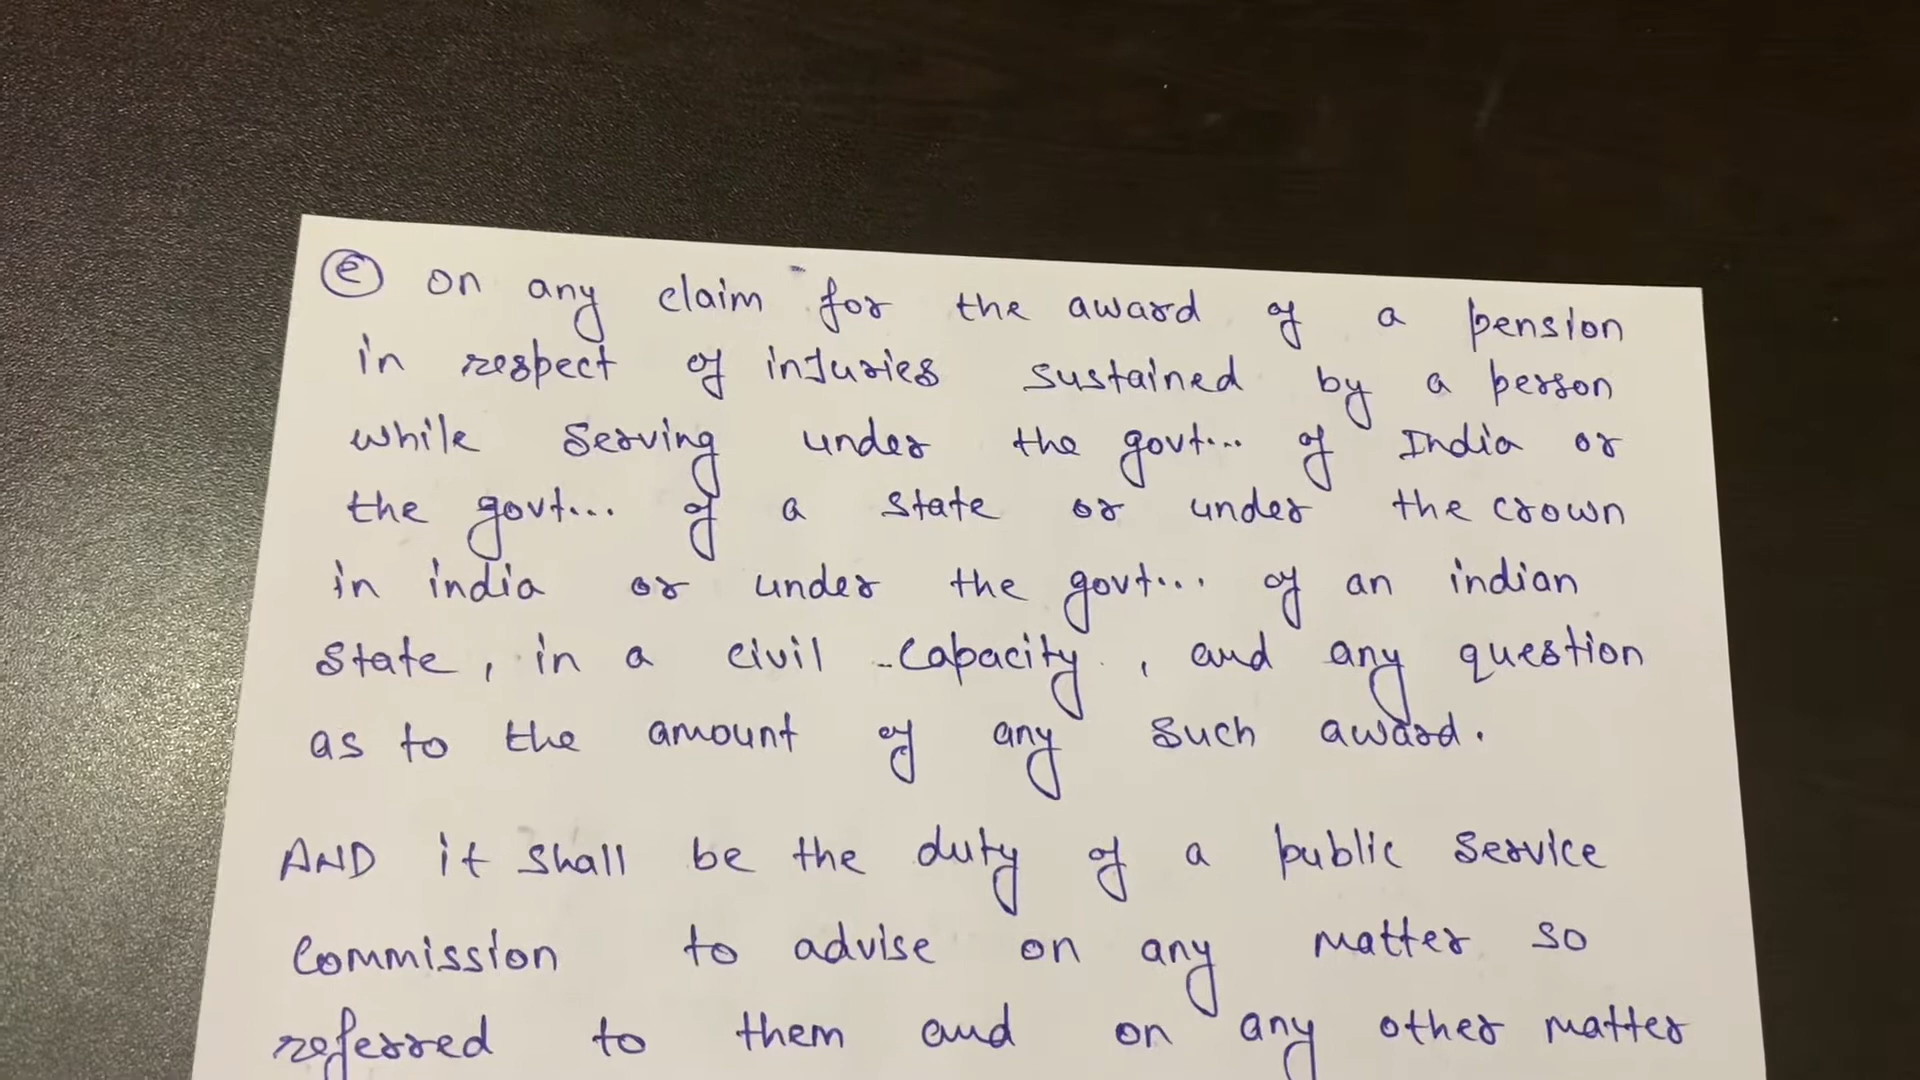 (e) on any claim for the award of a pension
in respect of injuries sustained by a person
while serving under the govt... of India or
the govt... of a state or under the crown
in india or under the govt... of an indian
state, in a civil capacity, and any question
as to the amount of any such award.
AND it shall be the duty of a public service
Commission to advise on any matter so
referred to them and on any other matter